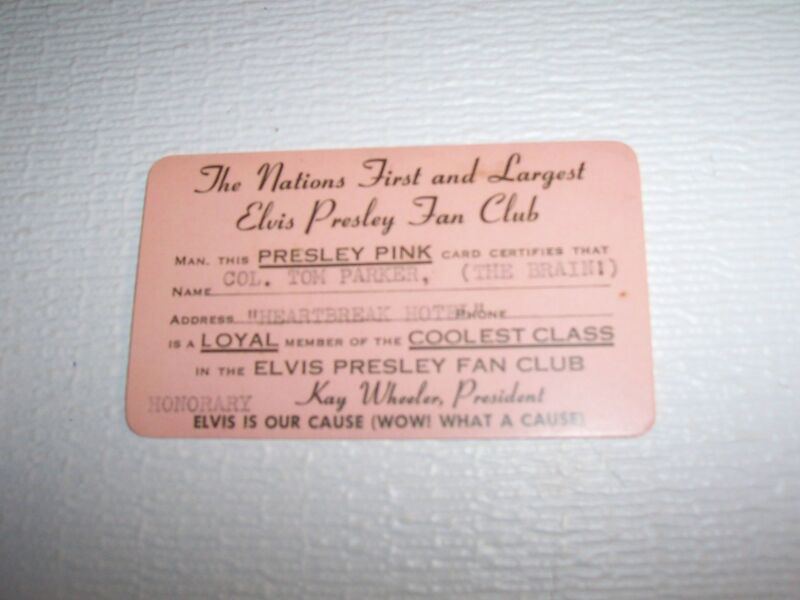 The Nations First and Largest
Elvis Presley Fan Club
MAN, THIS PRESLEY PINK CARD CERTIFIES THAT
COL. TOM PARKER, (THE BRAIN!)
NAME
ADDRESS "HEARTBREAK HOTEL" PHONE
IS A LOYAL MEMBER OF THE COOLEST CLASS
IN THE ELVIS PRESLEY FAN CLUB
HONORARY Kay Wheeler, President
ELVIS IS OUR CAUSE (WOW! WHAT A CAUSE)